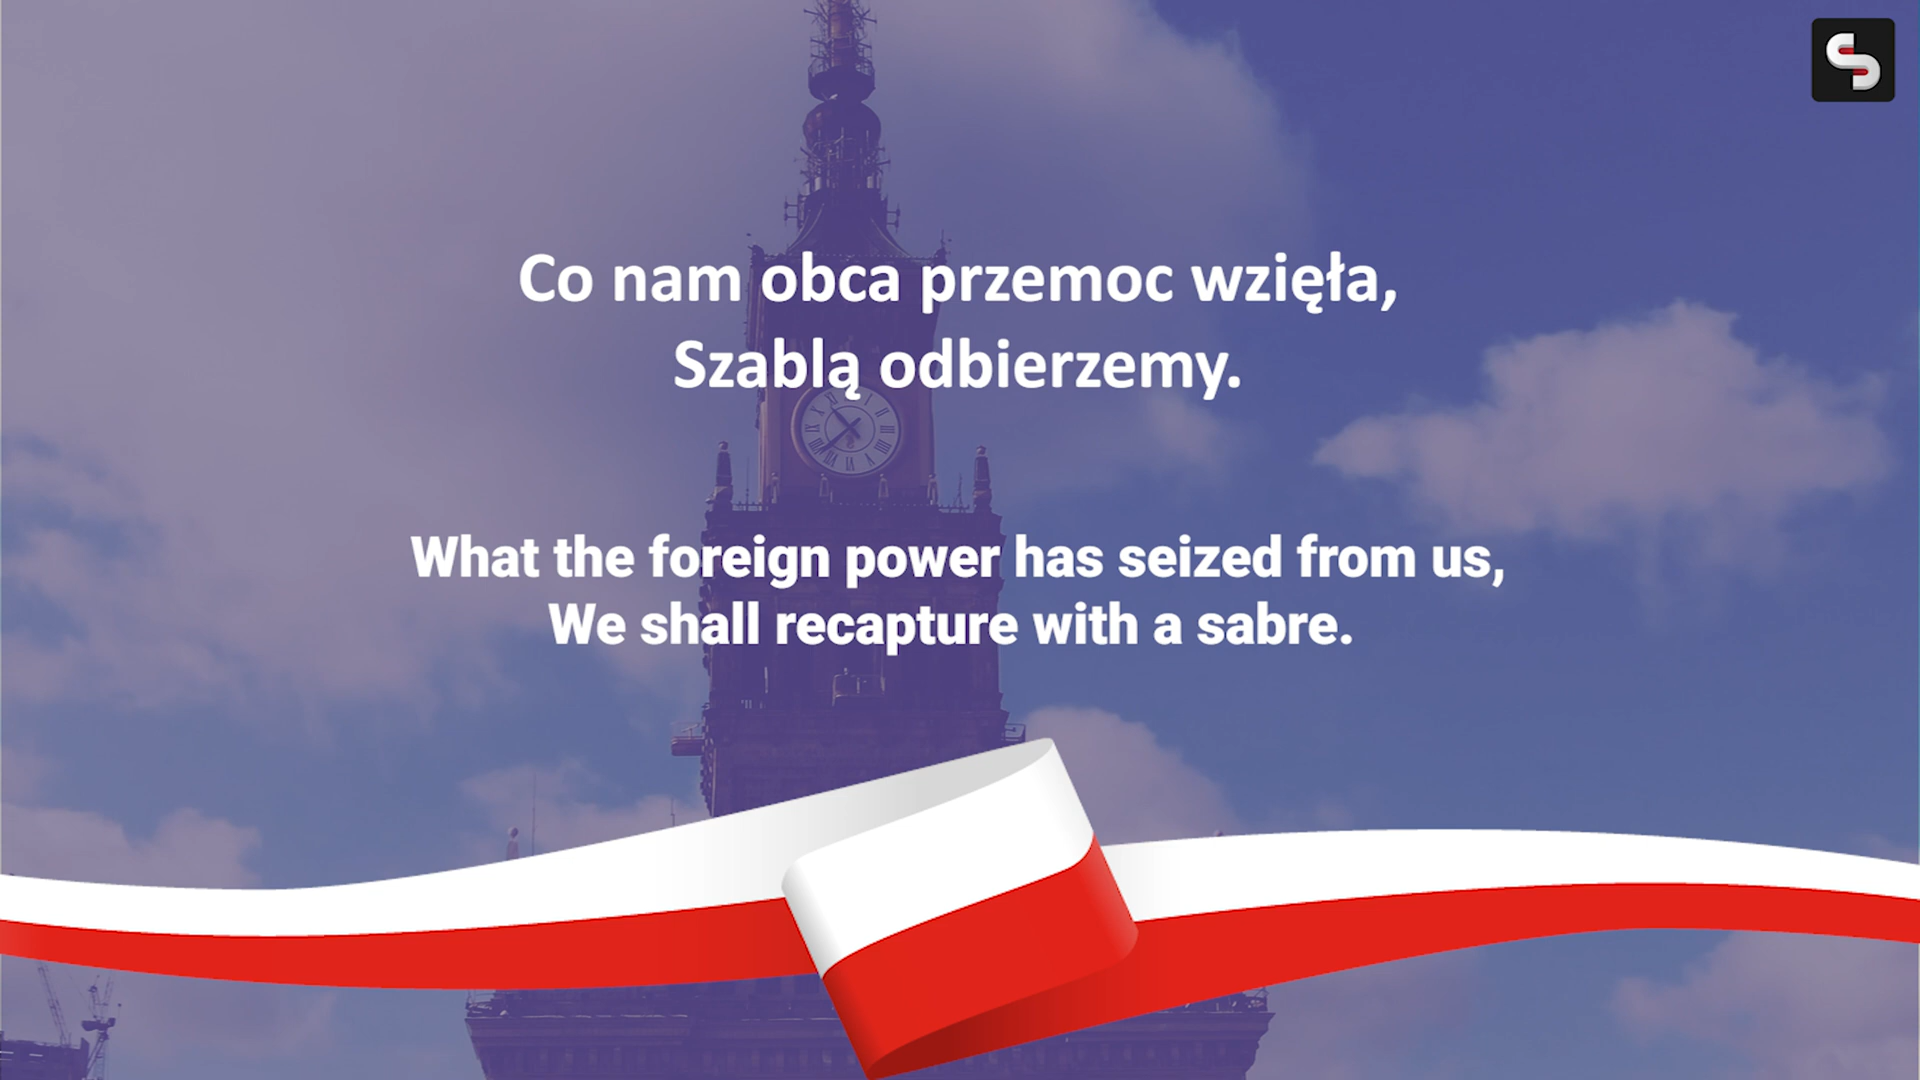 Co nam obca przemoc wzięła,
Szablą odbierzemy.
What the foreign power has seized from us,
We shall recapture with a sabre.